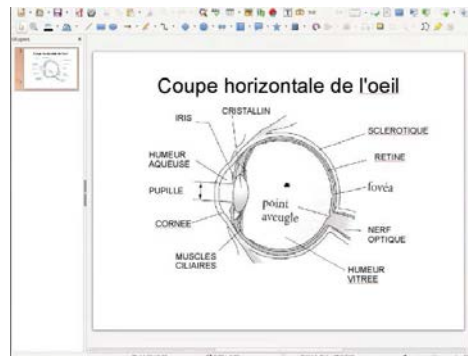 Coupe horizontale de l'oeil
CRISTALLIN
IRIS
SCLEROTIQUE
HUMEUR
AQUEUSE
RETINE
PUPILLE
fovéa
point
aveugle
CORNEE
NERF
OPTIQUE
MUSCLES
CILIAIRES
HUMEUR
VITREE